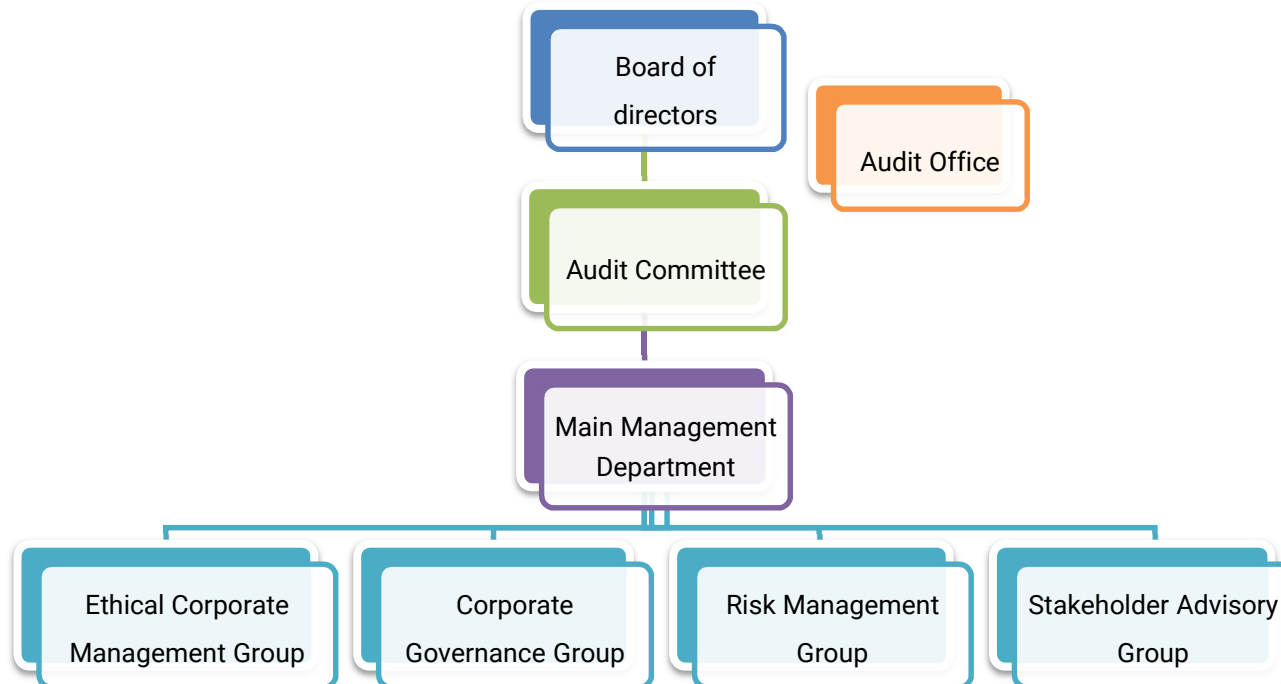 Board of
directors
Audit Office
Audit Committee
Main Management
Department
Ethical Corporate
Management Group
Corporate
Governance Group
Risk Management
Group
Stakeholder Advisory
Group